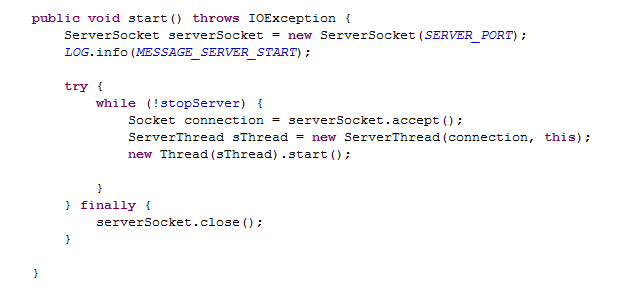 public void start() throws IOException {
    ServerSocket serverSocket = new ServerSocket(SERVER_PORT);
    LOG.info(MESSAGE_SERVER_START);

    try {
        while (!stopServer) {
            Socket connection = serverSocket.accept();
            ServerThread sThread = new ServerThread(connection, this);
            new Thread(sThread).start();

        }
    } finally {
        serverSocket.close();
    }

}